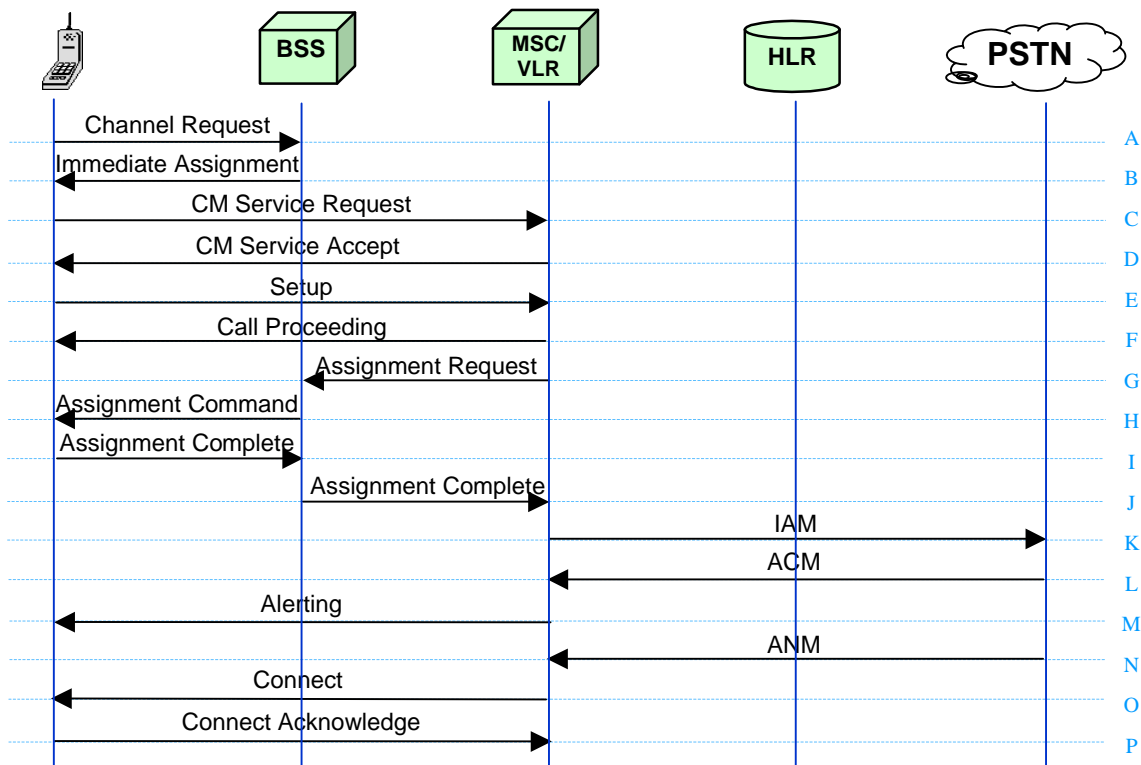 BSS
MSC/
VLR
HLR
PSTN
Channel Request
A
Immediate Assignment
B
CM Service Request
C
CM Service Accept
D
Setup
E
Call Proceeding
F
Assignment Request
G
Assignment Command
H
Assignment Complete
I
Assignment Complete
J
IAM
K
ACM
L
Alerting
M
ANM
N
Connect
O
Connect Acknowledge
P